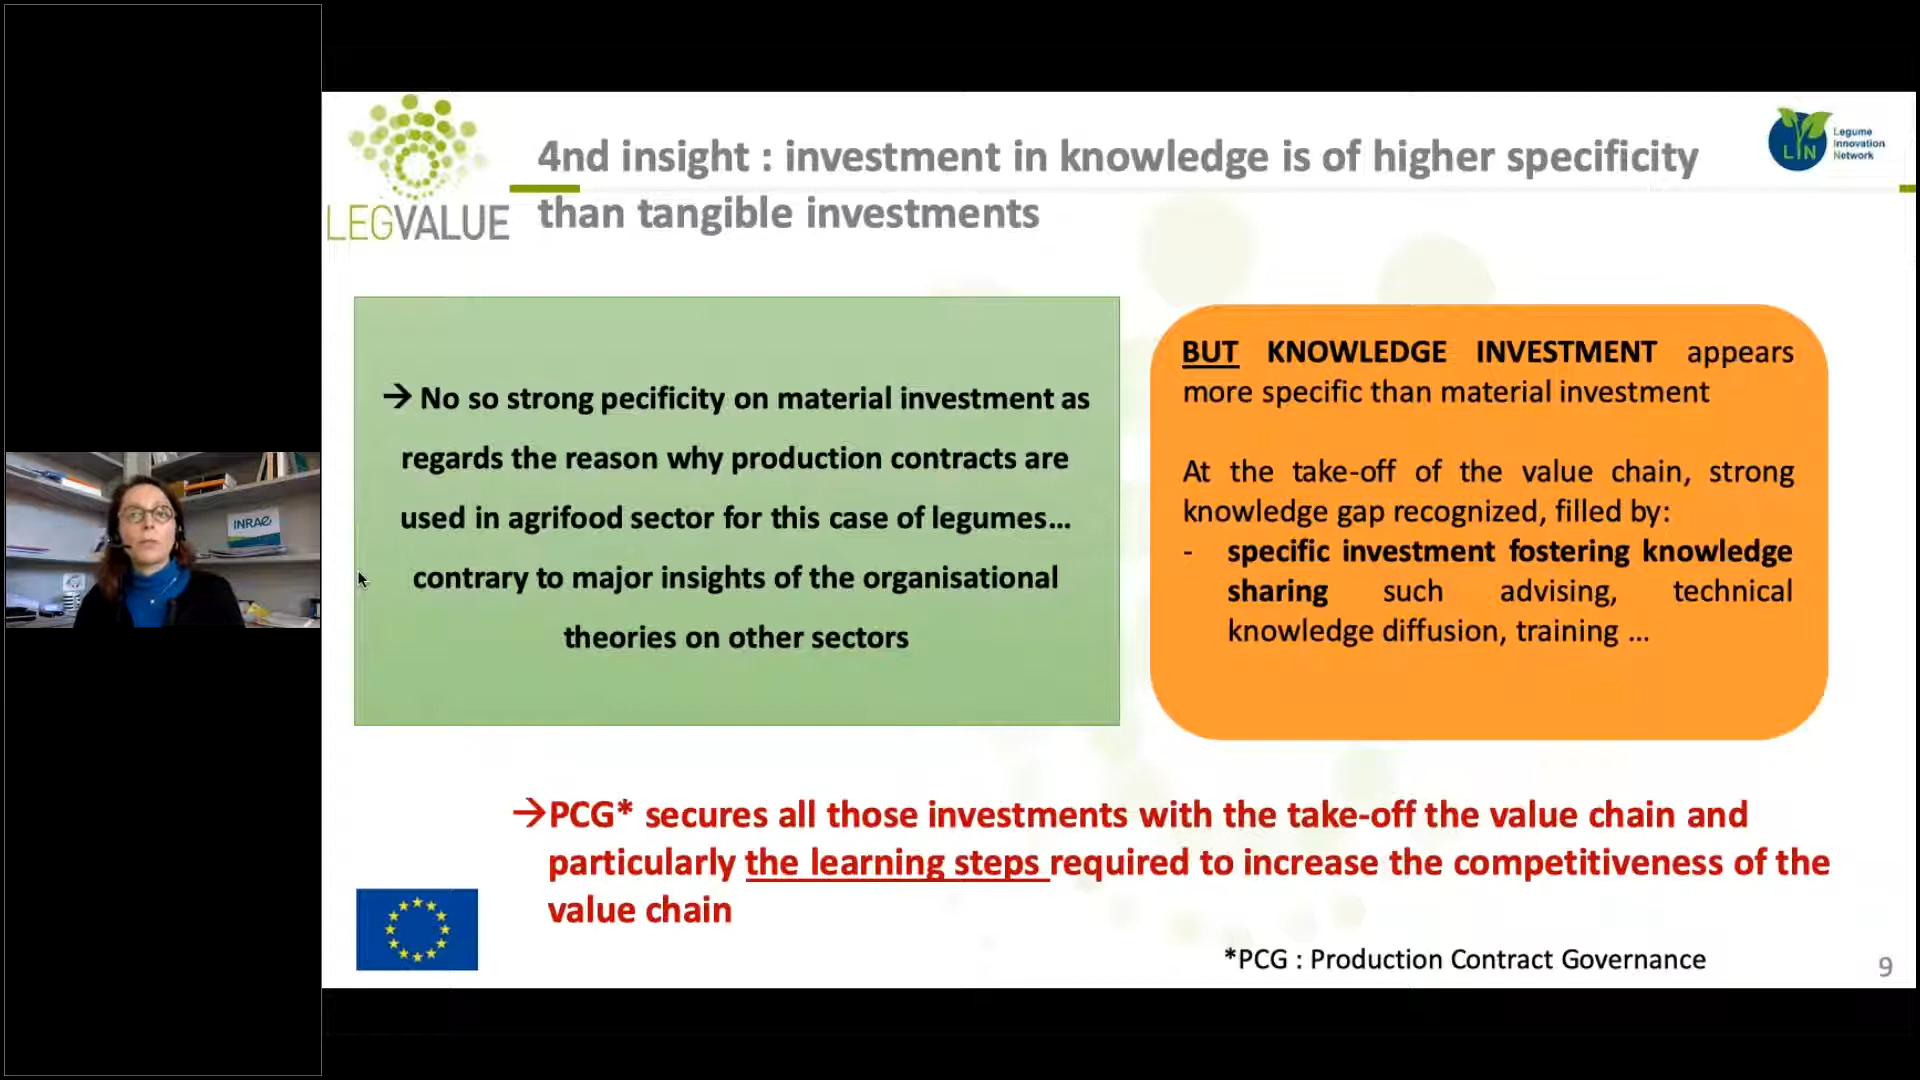 4nd insight : investment in knowledge is of higher specificity
than tangible investments
LEGVALUE
LIN
Legume
Innovation
Network
→ No so strong pecificity on material investment as
regards the reason why production contracts are
used in agrifood sector for this case of legumes...
contrary to major insights of the organisational
theories on other sectors
BUT KNOWLEDGE INVESTMENT appears
more specific than material investment
At the take-off of the value chain, strong
knowledge gap recognized, filled by:
- specific investment fostering knowledge
sharing such advising, technical
knowledge diffusion, training ...
INRAE
→PCG* secures all those investments with the take-off the value chain and
particularly the learning steps required to increase the competitiveness of the
value chain
*PCG : Production Contract Governance
9